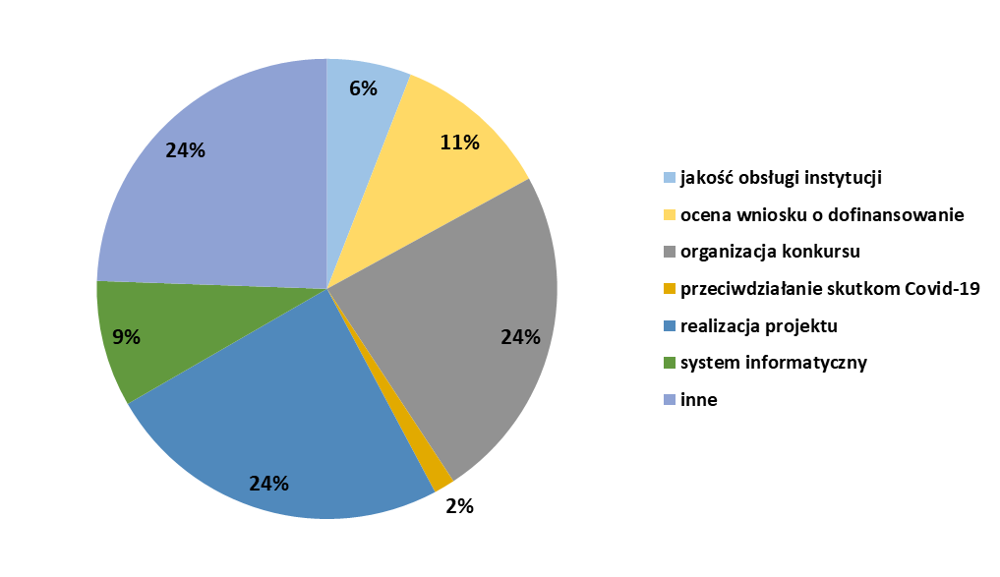 6%
11%
24%
24%
9%
24%
2%
jakość obsługi instytucji
ocena wniosku o dofinansowanie
organizacja konkursu
przeciwdziałanie skutkom Covid-19
realizacja projektu
system informatyczny
inne